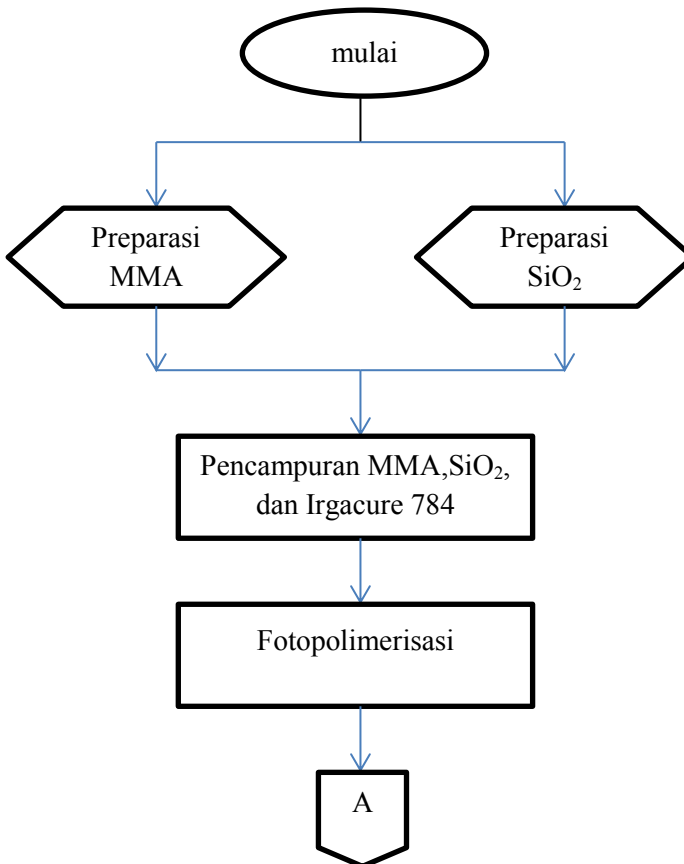 mulai
Preparasi
MMA
Preparasi
SiO₂
Pencampuran MMA,SiO₂,
dan Irgacure 784
Fotopolimerisasi
A